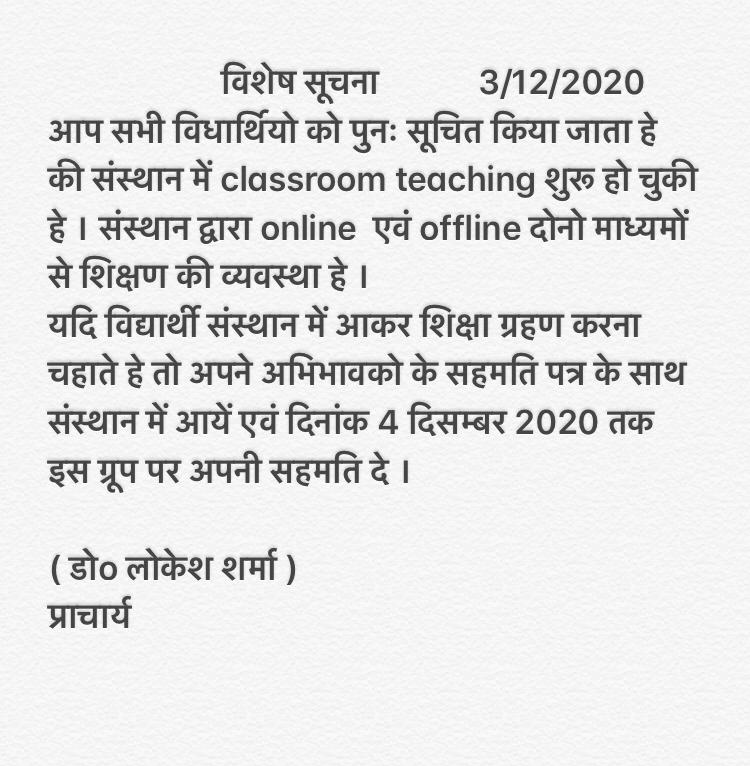 विशेष सूचना 3/12/2020
आप सभी विधार्थियो को पुनः सूचित किया जाता हे
की संस्थान में classroom teaching शुरू हो चुकी
हे । संस्थान द्वारा online एवं offline दोनो माध्यमों
से शिक्षण की व्यवस्था हे ।
यदि विद्यार्थी संस्थान में आकर शिक्षा ग्रहण करना
चहाते हे तो अपने अभिभावको के सहमति पत्र के साथ
संस्थान में आयें एवं दिनांक 4 दिसम्बर 2020 तक
इस ग्रूप पर अपनी सहमति दे ।
( डो० लोकेश शर्मा )
प्राचार्य